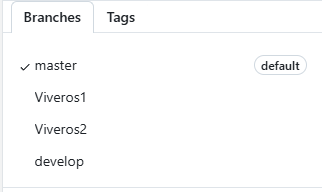 Branches Tags
master default
Viveros1
Viveros2
develop